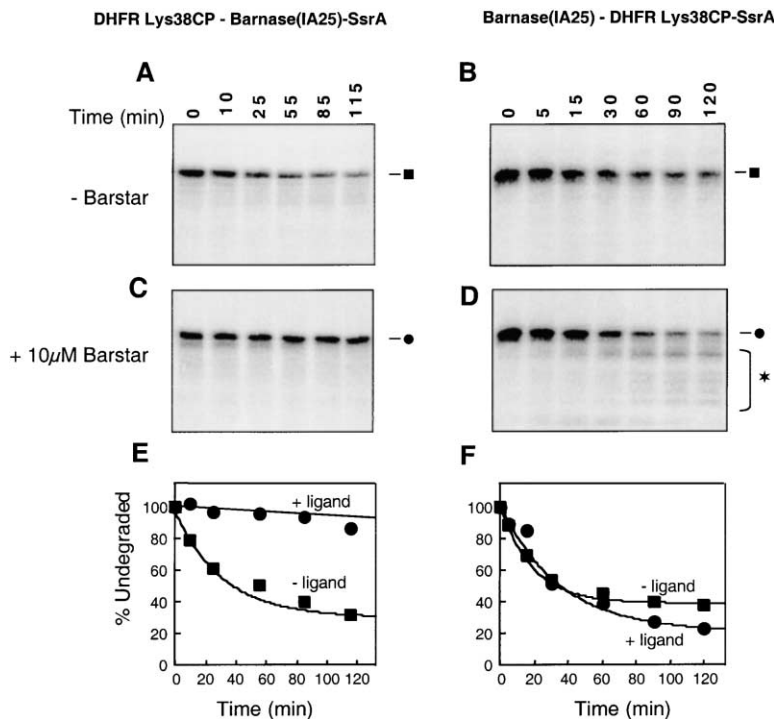 DHFR Lys38CP - Barnase(IA25)-SsrA
Barnase(IA25) - DHFR Lys38CP-SsrA
A
B
Time (min)
0 10 25 55 85 115
0 5 15 30 60 90 120
- Barstar
–■
–■
C
D
+ 10µM Barstar
–●
–●
★
E
F
% Undegraded
100
80
60
40
20
0
+ ligand
- ligand
0 20 40 60 80 100 120
Time (min)
100
80
60
40
20
0
- ligand
+ ligand
0 20 40 60 80 100 120
Time (min)